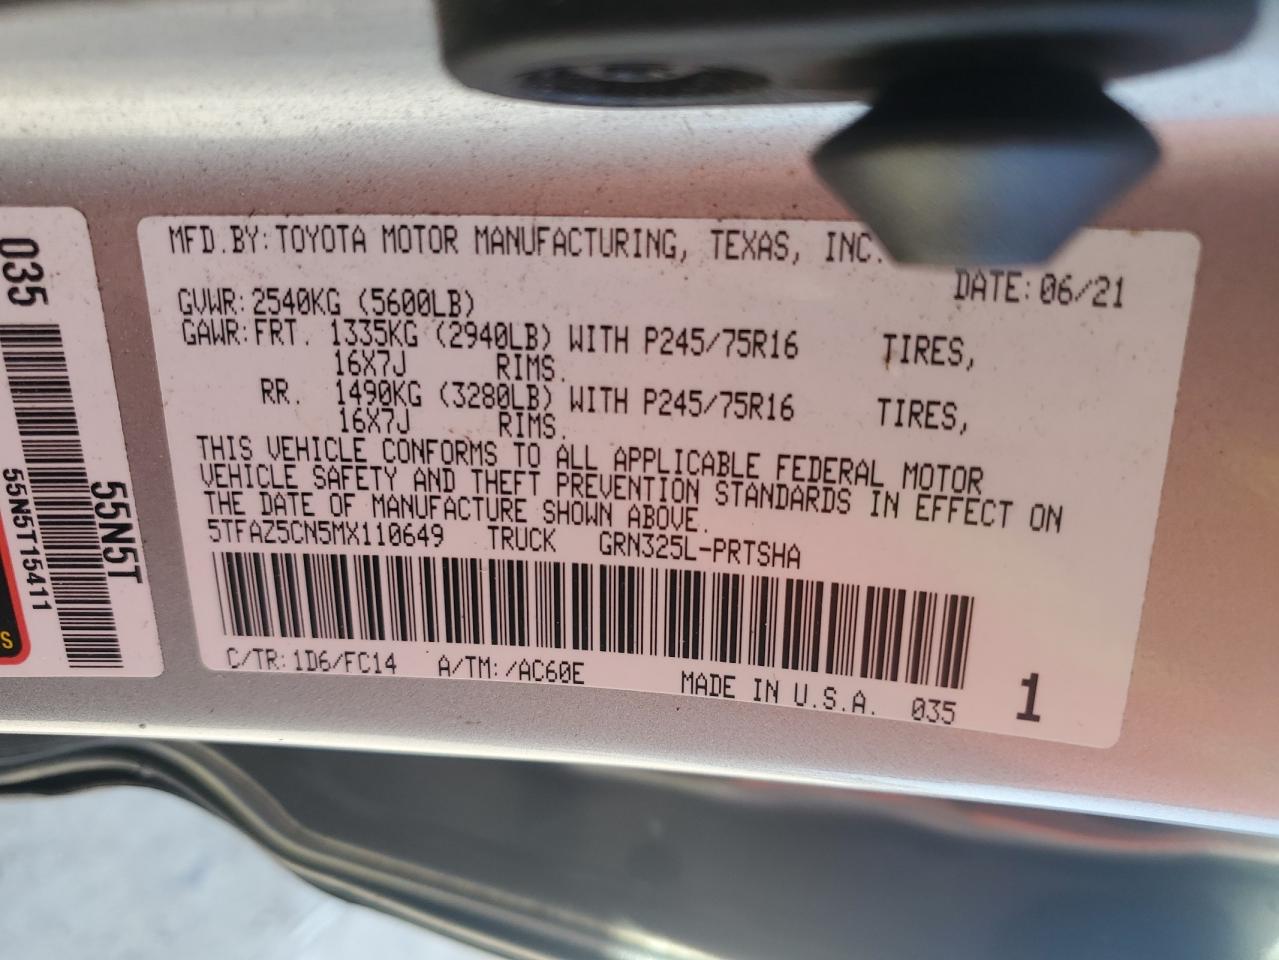 MFD.BY:TOYOTA MOTOR MANUFACTURING, TEXAS, INC.
DATE:06/21
GVWR:2540KG (5600LB)
GAWR:FRT. 1335KG (2940LB) WITH P245/75R16 TIRES,
16X7J RIMS.
RR. 1490KG (3280LB) WITH P245/75R16 TIRES,
16X7J RIMS.
THIS VEHICLE CONFORMS TO ALL APPLICABLE FEDERAL MOTOR
VEHICLE SAFETY AND THEFT PREVENTION STANDARDS IN EFFECT ON
THE DATE OF MANUFACTURE SHOWN ABOVE.
5TFAZ5CN5MX110649 TRUCK GRN325L-PRTSHA
C/TR:1D6/FC14 A/TM:/AC60E MADE IN U.S.A. 035 1
035
55N5T
55N5T15411
S